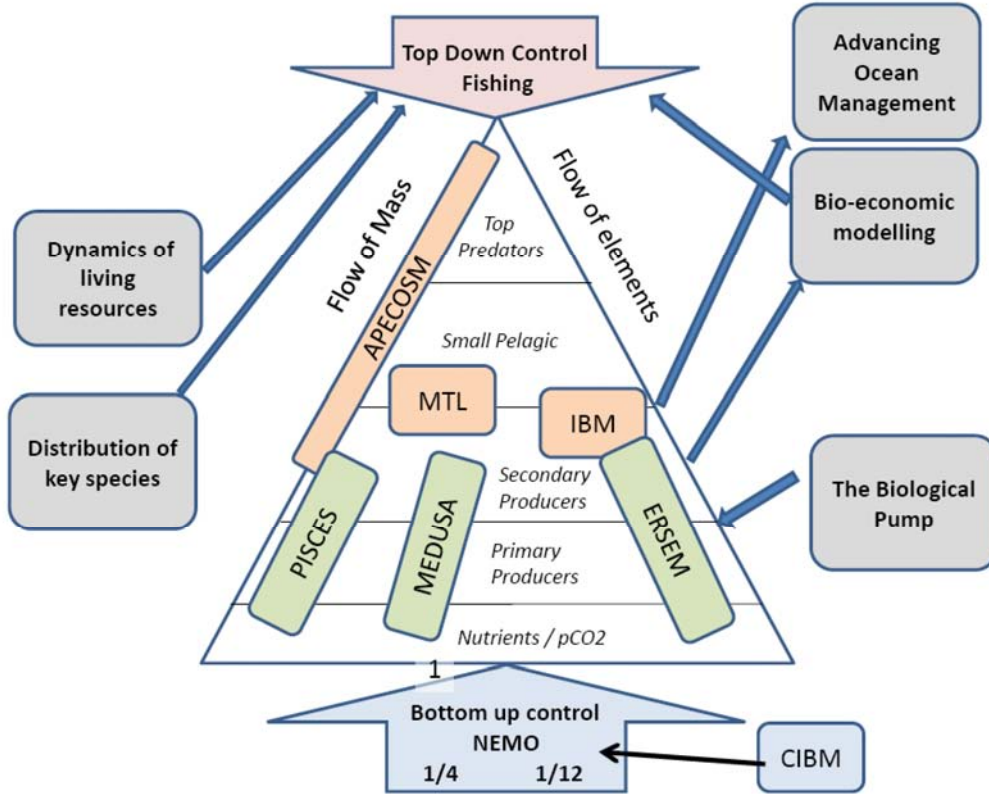 Top Down Control
Fishing
Advancing
Ocean
Management
Bio-economic
modelling
Dynamics of
living
resources
Distribution of
key species
The Biological
Pump
Flow of Mass
Flow of elements
APECOSM
Top
Predators
Small Pelagic
MTL
IBM
Secondary
Producers
PISCES
MEDUSA
ERSEM
Primary
Producers
Nutrients / pCO2
1
Bottom up control
NEMO
1/4 1/12
CIBM